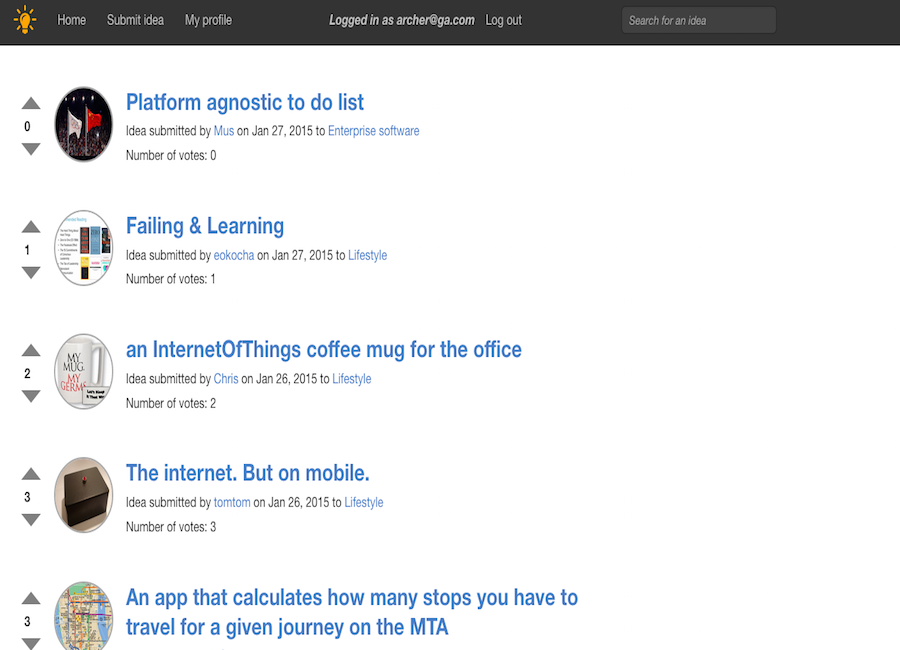 Home Submit idea My profile Logged in as archer@ga.com Log out Search for an idea
Platform agnostic to do list
0
Idea submitted by Mus on Jan 27, 2015 to Enterprise software
Number of votes: 0
Failing & Learning
1
Idea submitted by eokocha on Jan 27, 2015 to Lifestyle
Number of votes: 1
an InternetOfThings coffee mug for the office
MY
MUG.
MY
GERMS
2
Idea submitted by Chris on Jan 26, 2015 to Lifestyle
Number of votes: 2
The internet. But on mobile.
3
Idea submitted by tomtom on Jan 26, 2015 to Lifestyle
Number of votes: 3
An app that calculates how many stops you have to
3
travel for a given journey on the MTA